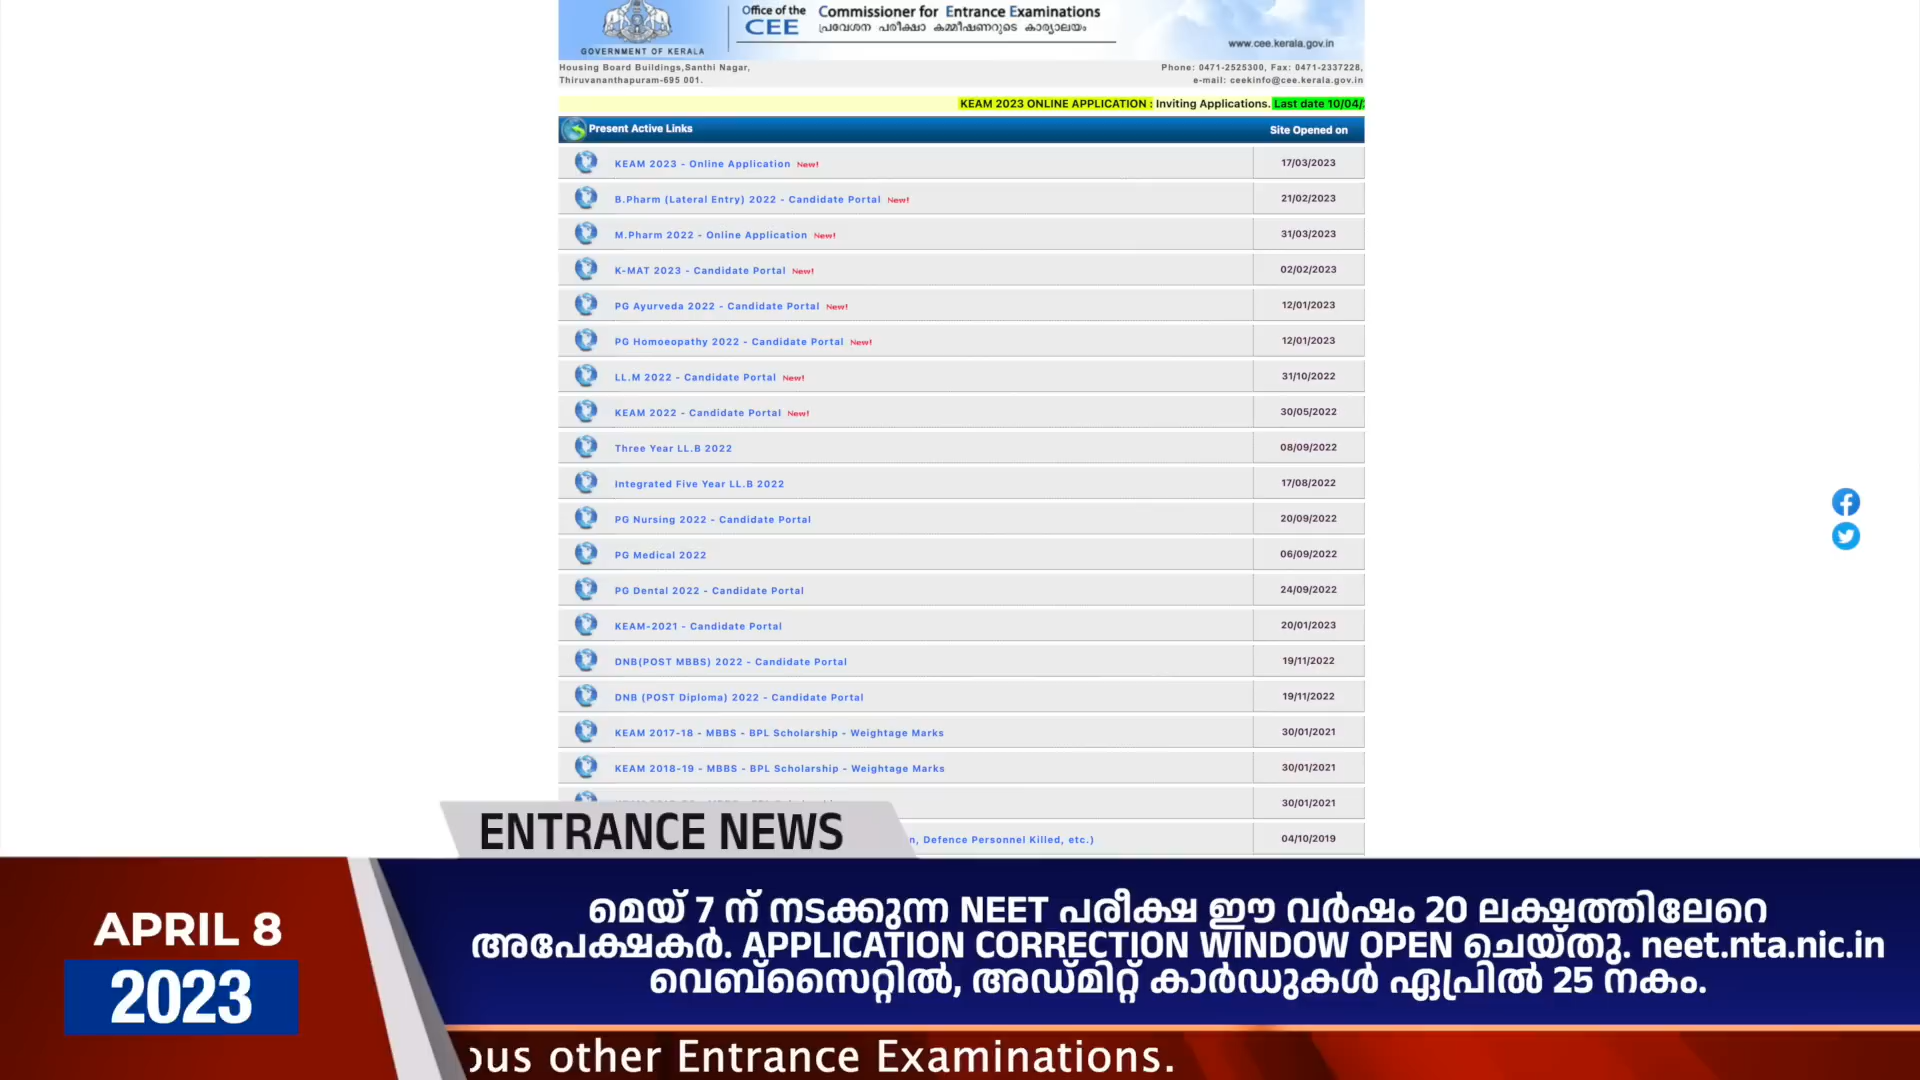 Office of the
CEE
Commissioner for Entrance Examinations
പ്രവേശന പരീക്ഷാ കമ്മീഷണറുടെ കാര്യാലയം
GOVERNMENT OF KERALA
www.cee.kerala.gov.in
Housing Board Buildings,Santhi Nagar,
Thiruvananthapuram-695 001.
Phone: 0471-2525300, Fax: 0471-2337228,
e-mail: ceekinfo@cee.kerala.gov.in
KEAM 2023 ONLINE APPLICATION : Inviting Applications. Last date 10/04/
Present Active Links Site Opened on
KEAM 2023 - Online Application New! 17/03/2023
B.Pharm (Lateral Entry) 2022 - Candidate Portal New! 21/02/2023
M.Pharm 2022 - Online Application New! 31/03/2023
K-MAT 2023 - Candidate Portal New! 02/02/2023
PG Ayurveda 2022 - Candidate Portal New! 12/01/2023
PG Homoeopathy 2022 - Candidate Portal New! 12/01/2023
LL.M 2022 - Candidate Portal New! 31/10/2022
KEAM 2022 - Candidate Portal New! 30/05/2022
Three Year LL.B 2022 08/09/2022
Integrated Five Year LL.B 2022 17/08/2022
PG Nursing 2022 - Candidate Portal 20/09/2022
PG Medical 2022 06/09/2022
PG Dental 2022 - Candidate Portal 24/09/2022
KEAM-2021 - Candidate Portal 20/01/2023
DNB(POST MBBS) 2022 - Candidate Portal 19/11/2022
DNB (POST Diploma) 2022 - Candidate Portal 19/11/2022
KEAM 2017-18 - MBBS - BPL Scholarship - Weightage Marks 30/01/2021
KEAM 2018-19 - MBBS - BPL Scholarship - Weightage Marks 30/01/2021
30/01/2021
n, Defence Personnel Killed, etc.) 04/10/2019
ENTRANCE NEWS
APRIL 8
2023
മെയ് 7 ന് നടക്കുന്ന NEET പരീക്ഷ ഈ വർഷം 20 ലക്ഷത്തിലേറെ
അപേക്ഷകർ. APPLICATION CORRECTION WINDOW OPEN ചെയ്തു. neet.nta.nic.in
വെബ്സൈറ്റിൽ, അഡ്മിറ്റ് കാർഡുകൾ ഏപ്രിൽ 25 നകം.
ous other Entrance Examinations.